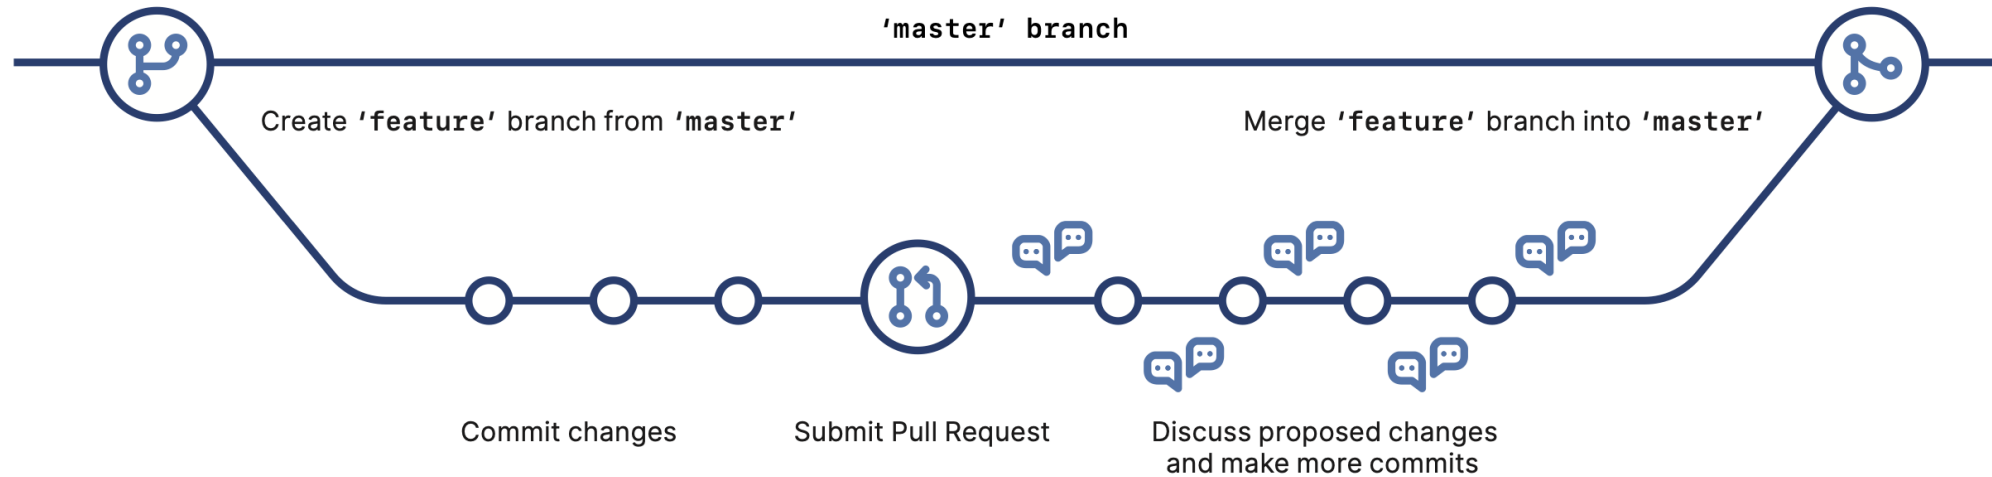 ‘master’ branch
Create ‘feature’ branch from ‘master’
Merge ‘feature’ branch into ‘master’
Commit changes
Submit Pull Request
Discuss proposed changes
and make more commits